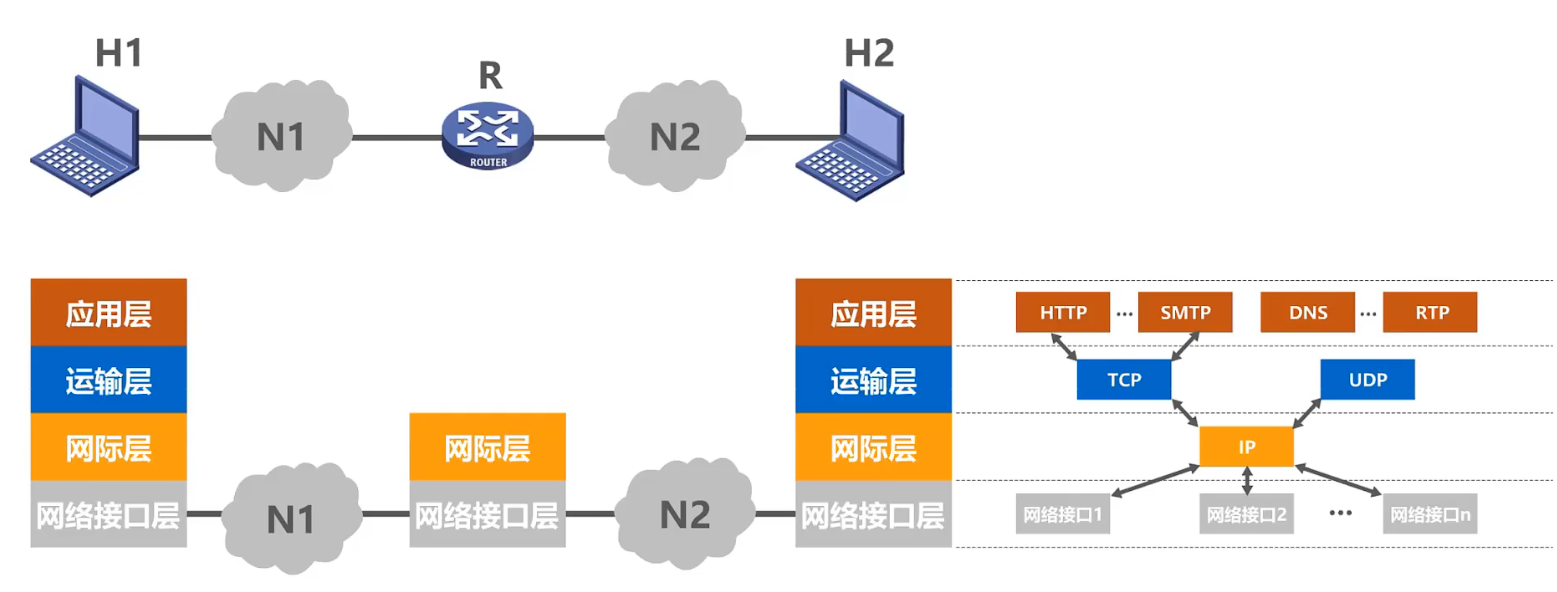 H1
R
H2
N1
ROUTER
N2
应用层
应用层
HTTP ··· SMTP
DNS ··· RTP
运输层
运输层
TCP
UDP
网际层
网际层
网际层
IP
网络接口层
N1
网络接口层
N2
网络接口层
网络接口1
网络接口2
···
网络接口n